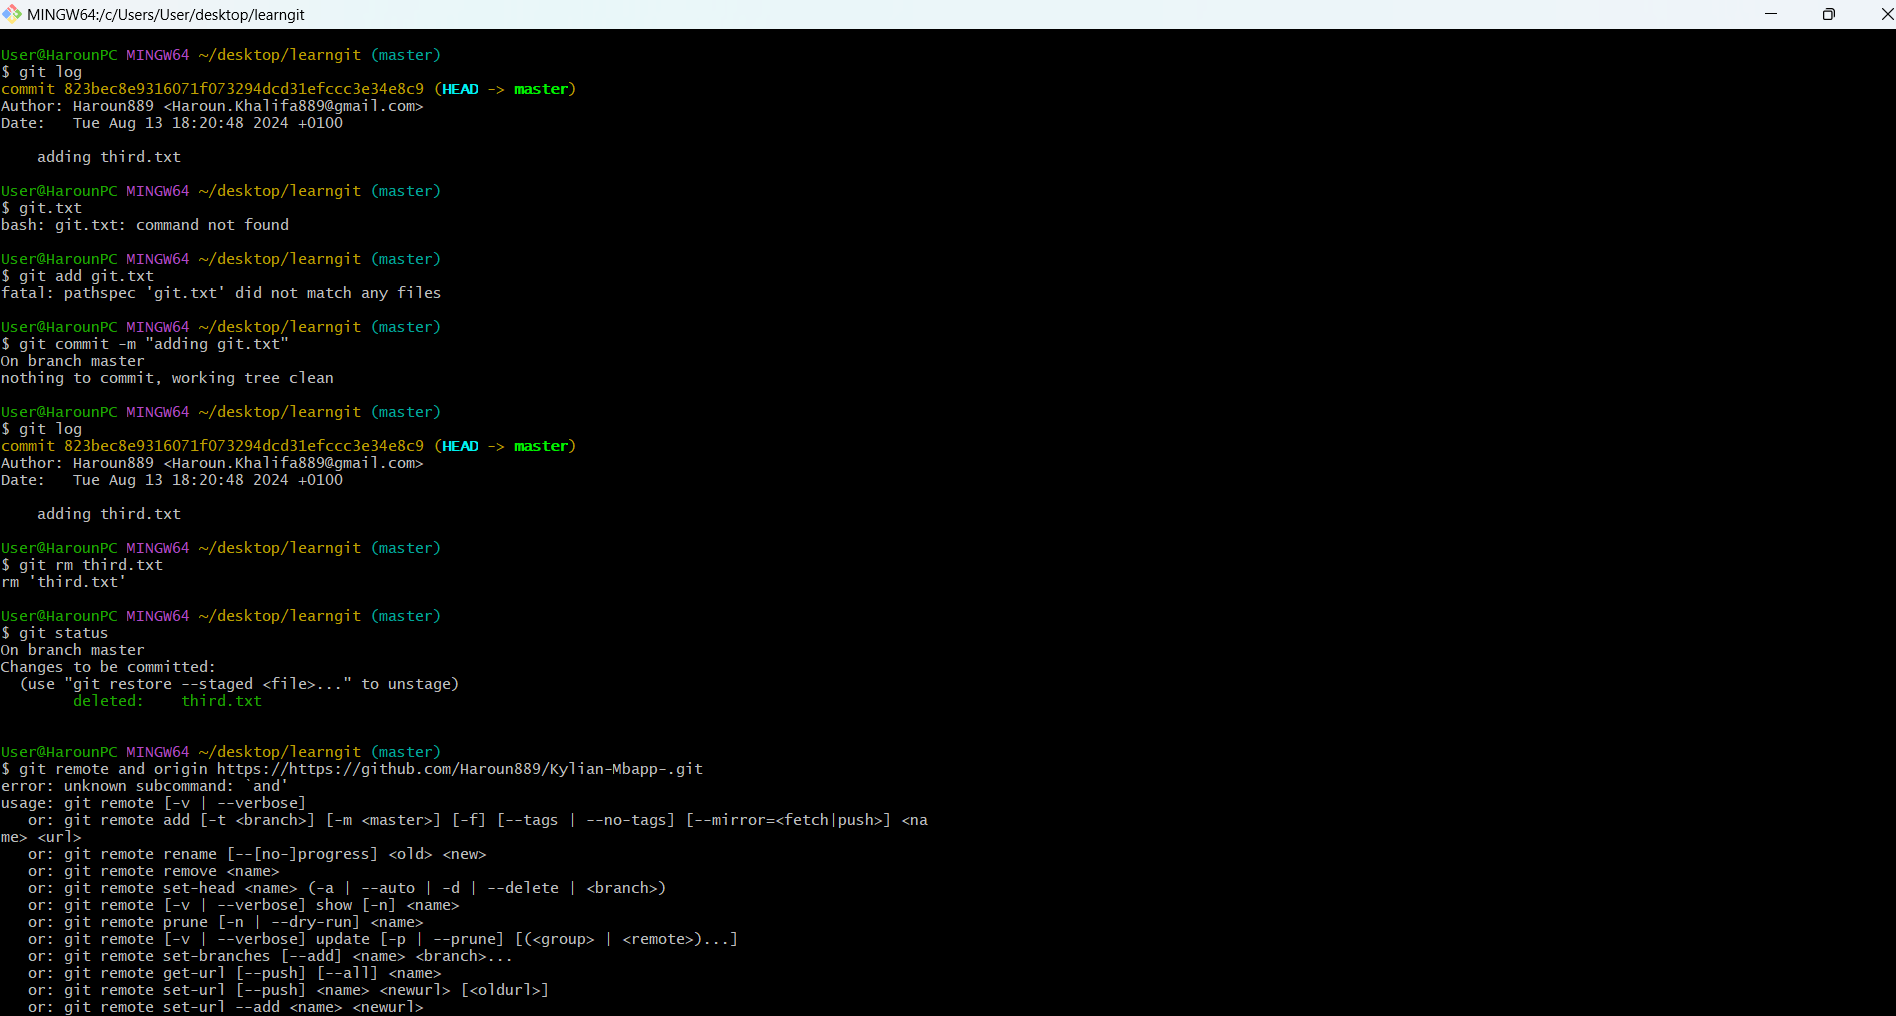 MINGW64:/c/Users/User/desktop/learngit
User@HarounPC MINGW64 ~/desktop/learngit (master)
$ git log
commit 823bec8e9316071f073294dcd31efccc3e34e8c9 (HEAD -> master)
Author: Haroun889 <Haroun.Khalifa889@gmail.com>
Date:   Tue Aug 13 18:20:48 2024 +0100
    adding third.txt
User@HarounPC MINGW64 ~/desktop/learngit (master)
$ git.txt
bash: git.txt: command not found
User@HarounPC MINGW64 ~/desktop/learngit (master)
$ git add git.txt
fatal: pathspec 'git.txt' did not match any files
User@HarounPC MINGW64 ~/desktop/learngit (master)
$ git commit -m "adding git.txt"
On branch master
nothing to commit, working tree clean
User@HarounPC MINGW64 ~/desktop/learngit (master)
$ git log
commit 823bec8e9316071f073294dcd31efccc3e34e8c9 (HEAD -> master)
Author: Haroun889 <Haroun.Khalifa889@gmail.com>
Date:   Tue Aug 13 18:20:48 2024 +0100
    adding third.txt
User@HarounPC MINGW64 ~/desktop/learngit (master)
$ git rm third.txt
rm 'third.txt'
User@HarounPC MINGW64 ~/desktop/learngit (master)
$ git status
On branch master
Changes to be committed:
  (use "git restore --staged <file>..." to unstage)
        deleted:    third.txt
User@HarounPC MINGW64 ~/desktop/learngit (master)
$ git remote and origin https://https://github.com/Haroun889/Kylian-Mbapp-.git
error: unknown subcommand: `and'
usage: git remote [-v | --verbose]
   or: git remote add [-t <branch>] [-m <master>] [-f] [--tags | --no-tags] [--mirror=<fetch|push>] <na
me> <url>
   or: git remote rename [--[no-]progress] <old> <new>
   or: git remote remove <name>
   or: git remote set-head <name> (-a | --auto | -d | --delete | <branch>)
   or: git remote [-v | --verbose] show [-n] <name>
   or: git remote prune [-n | --dry-run] <name>
   or: git remote [-v | --verbose] update [-p | --prune] [(<group> | <remote>)...]
   or: git remote set-branches [--add] <name> <branch>...
   or: git remote get-url [--push] [--all] <name>
   or: git remote set-url [--push] <name> <newurl> [<oldurl>]
   or: git remote set-url --add <name> <newurl>